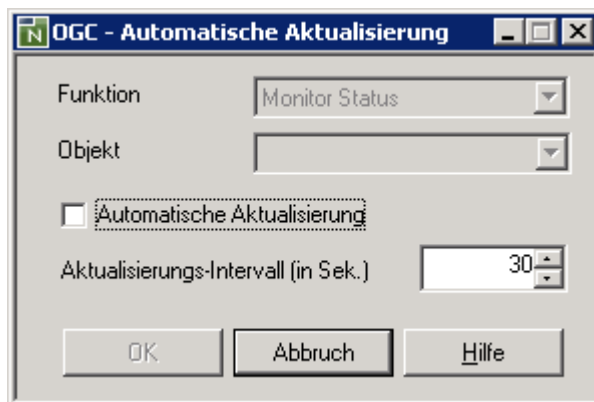 OGC - Automatische Aktualisierung
Funktion Monitor Status
Objekt
Automatische Aktualisierung
Aktualisierungs-Intervall (in Sek.) 30
OK Abbruch Hilfe